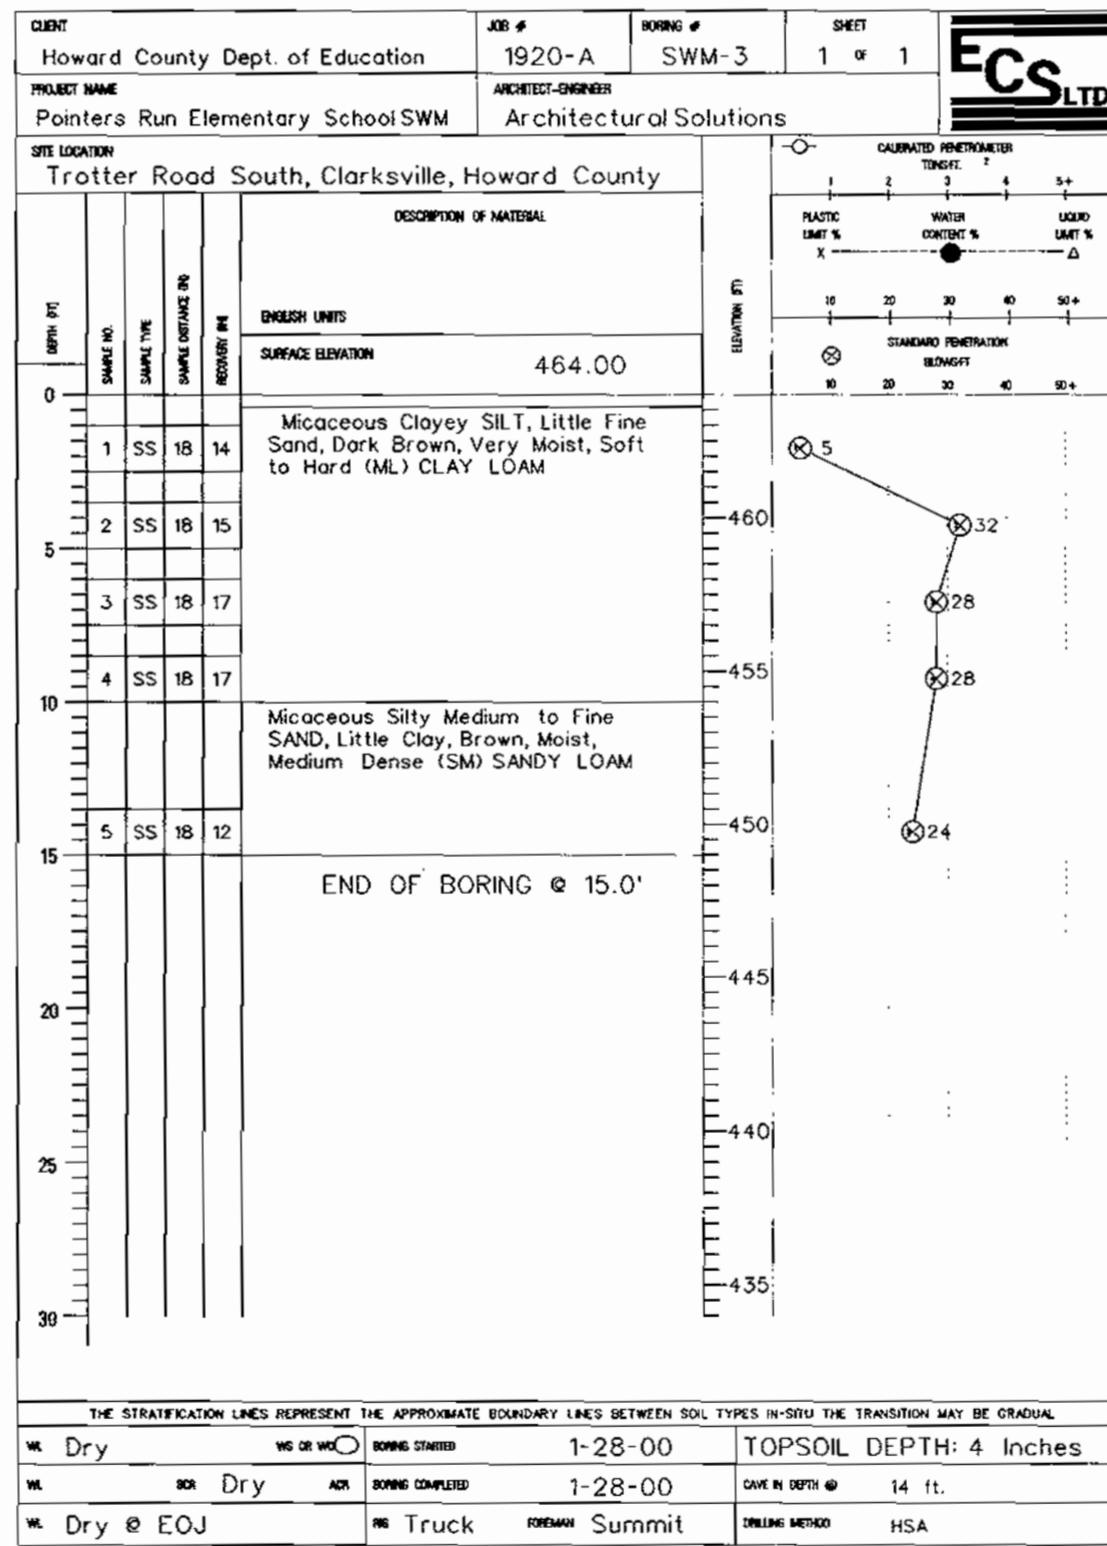 CLIENT
Howard County Dept. of Education
JOB #
1920-A
BORING #
SWM-3
SHEET
1 OF 1
ECS LTD
PROJECT NAME
Pointers Run Elementary School SWM
ARCHITECT-ENGINEER
Architectural Solutions
SITE LOCATION
Trotter Road South, Clarksville, Howard County
CALIBRATED PENETROMETER
TONS/FT. 2
1 2 3 4 5+
PLASTIC LIMIT %
WATER CONTENT %
LIQUID LIMIT %
X
10 20 30 40 50+
STANDARD PENETRATION
BLOWS/FT
10 20 30 40 50+
DEPTH (FT)
SAMPLE NO.
SAMPLE TYPE
SAMPLE DISTANCE (IN)
RECOVERY (IN)
DESCRIPTION OF MATERIAL
ENGLISH UNITS
SURFACE ELEVATION
464.00
ELEVATION (FT)
0
1 SS 18 14
Micaceous Clayey SILT, Little Fine
Sand, Dark Brown, Very Moist, Soft
to Hard (ML) CLAY LOAM
5
2 SS 18 15
460
32
5
3 SS 18 17
28
4 SS 18 17
455
28
10
Micaceous Silty Medium to Fine
SAND, Little Clay, Brown, Moist,
Medium Dense (SM) SANDY LOAM
5 SS 18 12
450
24
15
END OF BORING @ 15.0'
445
20
440
25
435
30
THE STRATIFICATION LINES REPRESENT THE APPROXIMATE BOUNDARY LINES BETWEEN SOIL TYPES IN-SITU THE TRANSITION MAY BE GRADUAL
WL Dry WS OR WD
BORING STARTED 1-28-00
TOPSOIL DEPTH: 4 Inches
WL BCR Dry ACR
BORING COMPLETED 1-28-00
CAVE IN DEPTH @ 14 ft.
WL Dry @ EOJ
RIG Truck FOREMAN Summit
DRILLING METHOD HSA